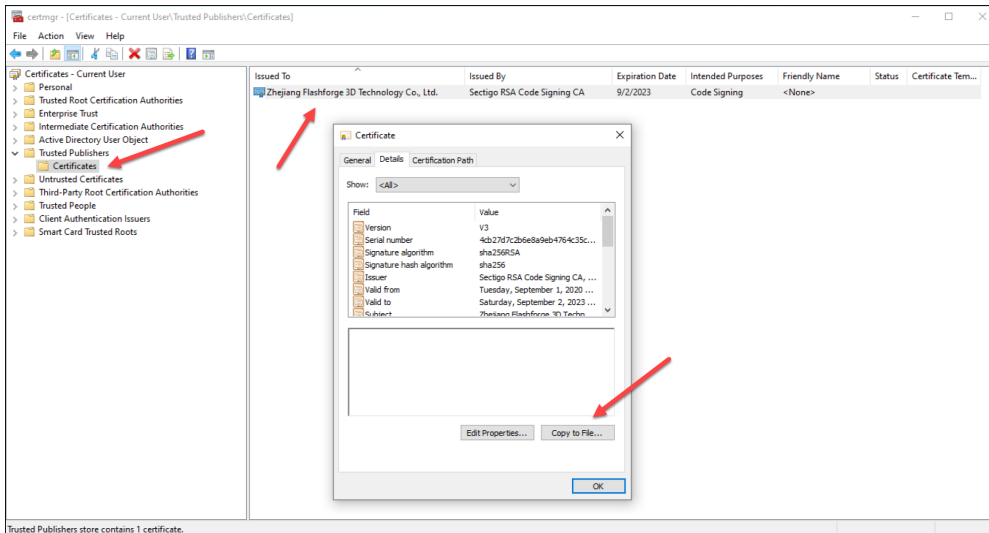 certmgr - [Certificates - Current User\Trusted Publishers\Certificates]
File Action View Help
Certificates - Current User
Personal
Trusted Root Certification Authorities
Enterprise Trust
Intermediate Certification Authorities
Active Directory User Object
Trusted Publishers
Certificates
Untrusted Certificates
Third-Party Root Certification Authorities
Trusted People
Client Authentication Issuers
Smart Card Trusted Roots
Issued To Issued By Expiration Date Intended Purposes Friendly Name Status Certificate Tem...
Zhejiang Flashforge 3D Technology Co., Ltd. Sectigo RSA Code Signing CA 9/2/2023 Code Signing <None>
Certificate
General Details Certification Path
Show: <All>
Field Value
Version V3
Serial number 4cb27d7c2b6e8a9eb4764c35c...
Signature algorithm sha256RSA
Signature hash algorithm sha256
Issuer Sectigo RSA Code Signing CA, ...
Valid from Tuesday, September 1, 2020 ...
Valid to Saturday, September 2, 2023 ...
Subject Zhejiang Flashforge 3D Techn
Edit Properties... Copy to File...
OK
Trusted Publishers store contains 1 certificate.